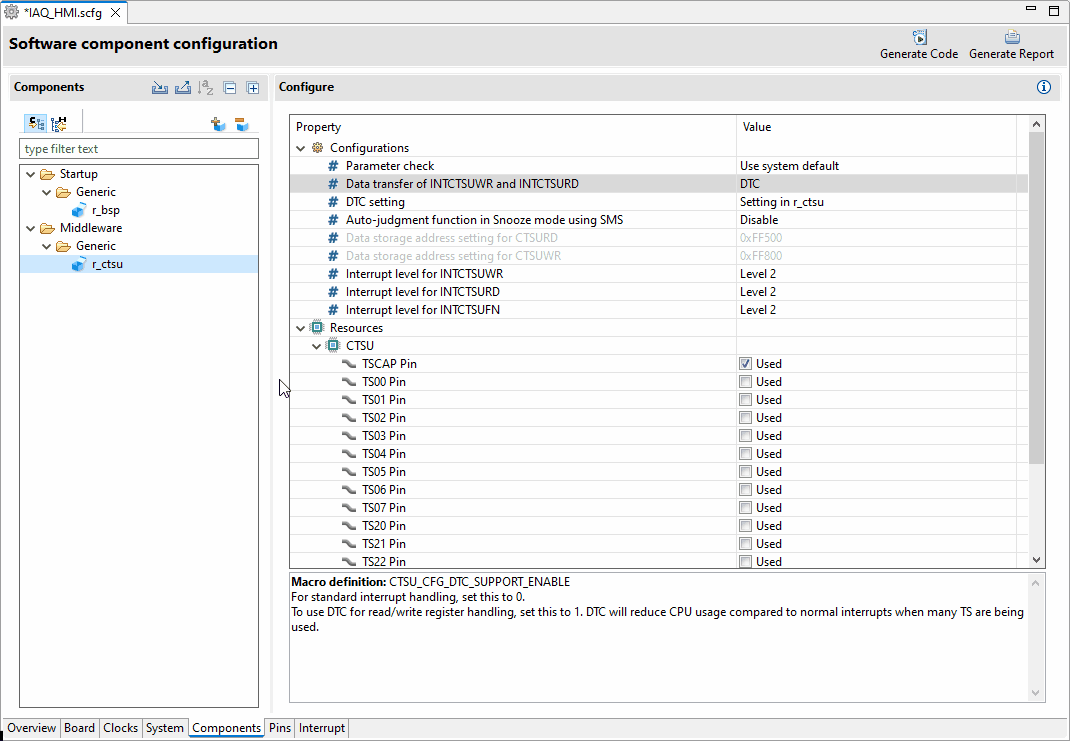 *IAQ_HMI.scfg
Software component configuration
Generate Code Generate Report
Components
Configure
type filter text
Startup
Generic
r_bsp
Middleware
Generic
r_ctsu
Property Value
Configurations
Parameter check Use system default
Data transfer of INTCTSUWR and INTCTSURD DTC
DTC setting Setting in r_ctsu
Auto-judgment function in Snooze mode using SMS Disable
Data storage address setting for CTSURD 0xFF500
Data storage address setting for CTSUWR 0xFF800
Interrupt level for INTCTSUWR Level 2
Interrupt level for INTCTSURD Level 2
Interrupt level for INTCTSUFN Level 2
Resources
CTSU
TSCAP Pin Used
TS00 Pin Used
TS01 Pin Used
TS02 Pin Used
TS03 Pin Used
TS04 Pin Used
TS05 Pin Used
TS06 Pin Used
TS07 Pin Used
TS20 Pin Used
TS21 Pin Used
TS22 Pin Used
Macro definition: CTSU_CFG_DTC_SUPPORT_ENABLE
For standard interrupt handling, set this to 0.
To use DTC for read/write register handling, set this to 1. DTC will reduce CPU usage compared to normal interrupts when many TS are being
used.
Overview Board Clocks System Components Pins Interrupt